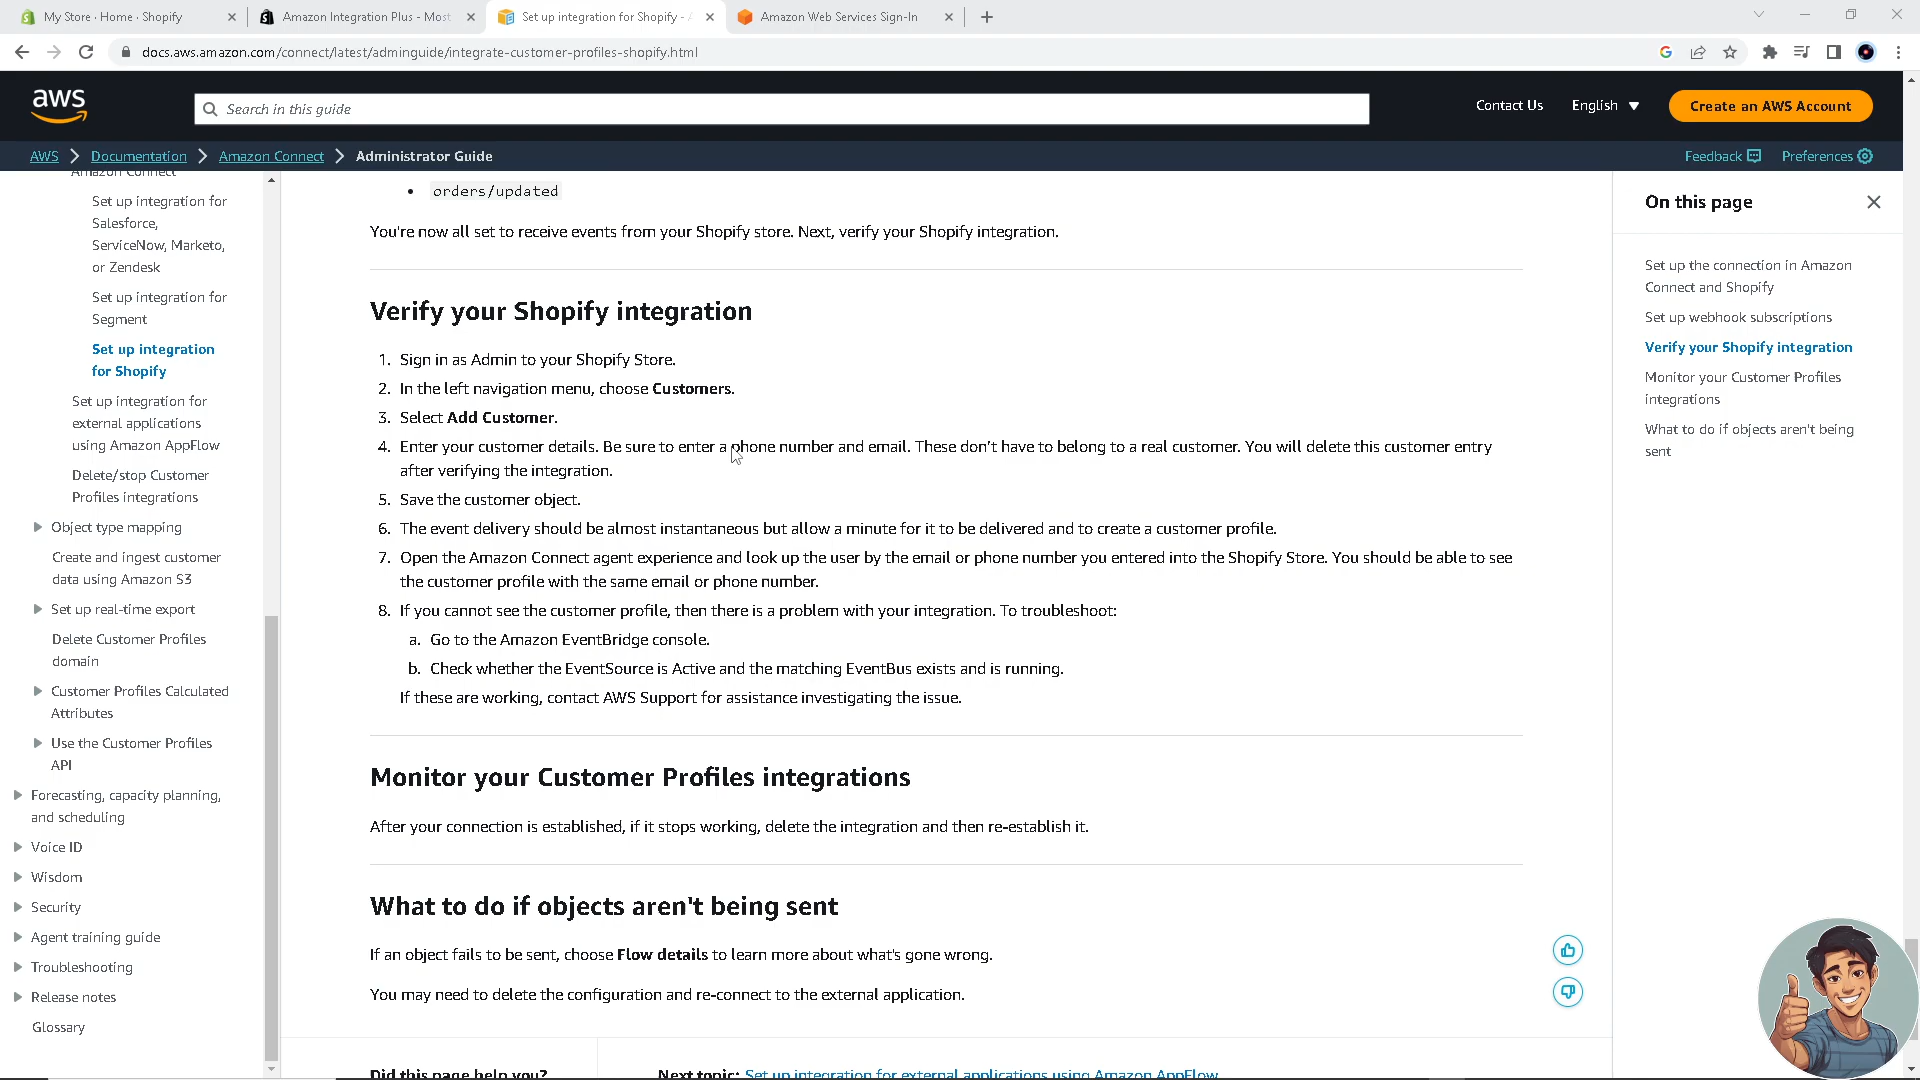 My Store · Home · Shopify
Amazon Integration Plus - Most
Set up integration for Shopify -
Amazon Web Services Sign-In
docs.aws.amazon.com/connect/latest/adminguide/integrate-customer-profiles-shopify.html
aws
Search in this guide
Contact Us
English
Create an AWS Account
AWS
Documentation
Amazon Connect
Administrator Guide
Feedback
Preferences
Amazon Connect
Set up integration for
Salesforce,
ServiceNow, Marketo,
or Zendesk
Set up integration for
Segment
Set up integration
for Shopify
Set up integration for
external applications
using Amazon AppFlow
Delete/stop Customer
Profiles integrations
Object type mapping
Create and ingest customer
data using Amazon S3
Set up real-time export
Delete Customer Profiles
domain
Customer Profiles Calculated
Attributes
Use the Customer Profiles
API
Forecasting, capacity planning,
and scheduling
Voice ID
Wisdom
Security
Agent training guide
Troubleshooting
Release notes
Glossary
• orders/updated
You're now all set to receive events from your Shopify store. Next, verify your Shopify integration.
Verify your Shopify integration
1. Sign in as Admin to your Shopify Store.
2. In the left navigation menu, choose Customers.
3. Select Add Customer.
4. Enter your customer details. Be sure to enter a phone number and email. These don't have to belong to a real customer. You will delete this customer entry
after verifying the integration.
5. Save the customer object.
6. The event delivery should be almost instantaneous but allow a minute for it to be delivered and to create a customer profile.
7. Open the Amazon Connect agent experience and look up the user by the email or phone number you entered into the Shopify Store. You should be able to see
the customer profile with the same email or phone number.
8. If you cannot see the customer profile, then there is a problem with your integration. To troubleshoot:
a. Go to the Amazon EventBridge console.
b. Check whether the EventSource is Active and the matching EventBus exists and is running.
If these are working, contact AWS Support for assistance investigating the issue.
Monitor your Customer Profiles integrations
After your connection is established, if it stops working, delete the integration and then re-establish it.
What to do if objects aren't being sent
If an object fails to be sent, choose Flow details to learn more about what's gone wrong.
You may need to delete the configuration and re-connect to the external application.
Did this page help you?
Next topic: Set up integration for external applications using Amazon AppFlow
On this page
Set up the connection in Amazon
Connect and Shopify
Set up webhook subscriptions
Verify your Shopify integration
Monitor your Customer Profiles
integrations
What to do if objects aren't being
sent